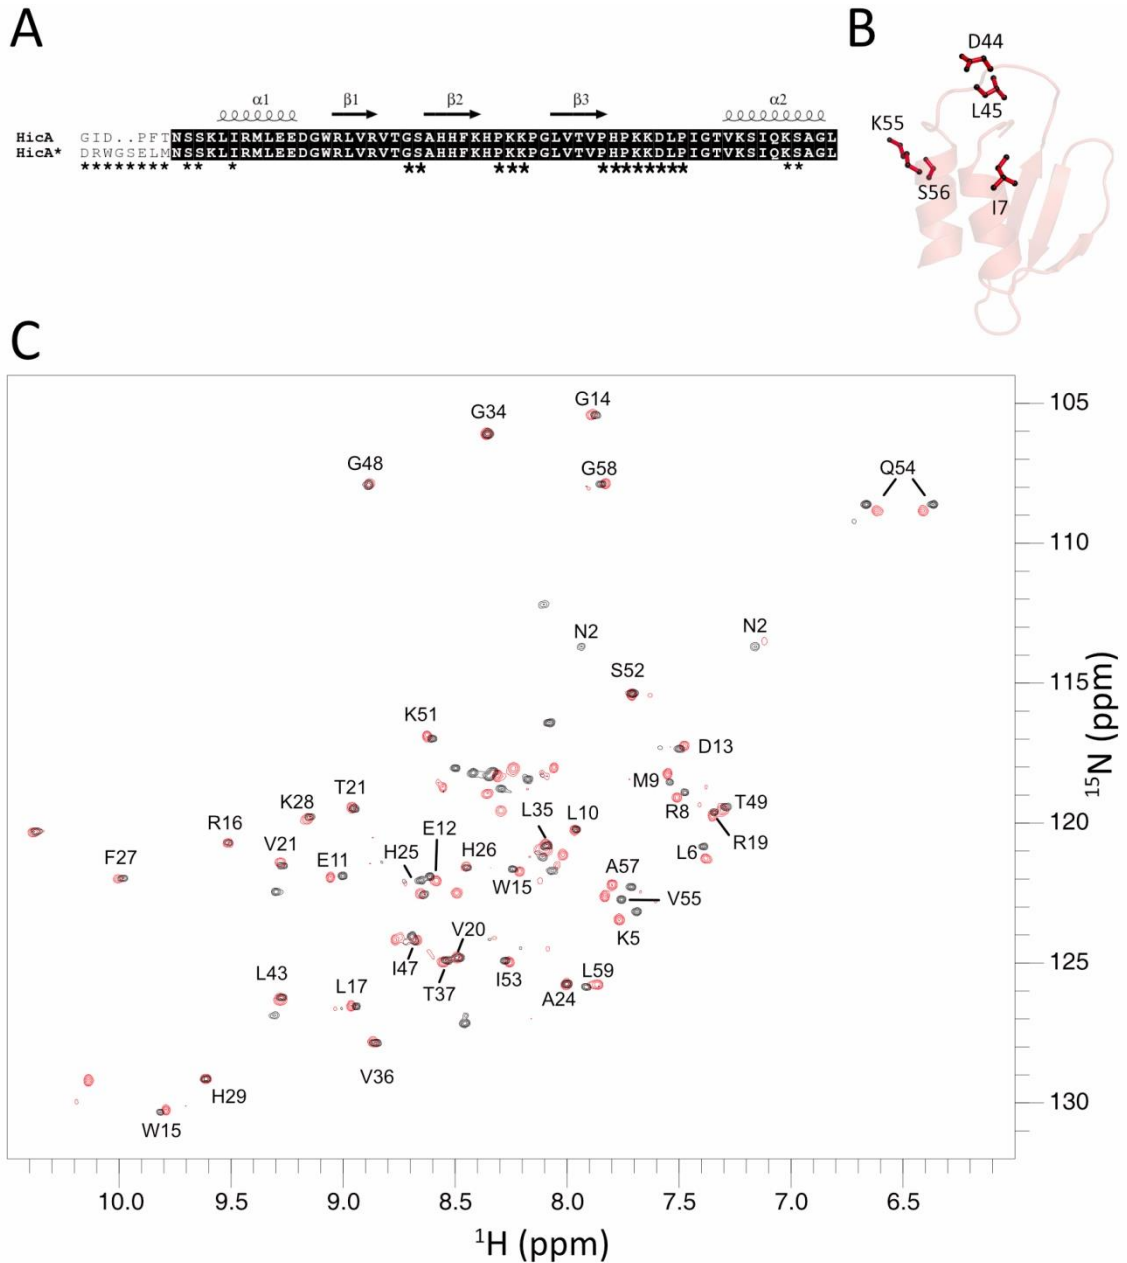 A
B
α1 β1 β2 β3 α2
HicA GID..PFTNSSKLIRMLEEDGWRLVRVTGSAHHFKHPKKPGLVTVPHPKKDLPIGTVKSIQKSAGL
HicA* DRWGSELMNSSKLIRMLEEDGWRLVRVTGSAHHFKHPKKPGLVTVPHPKKDLPIGTVKSIQKSAGL
******** ** * ** *** ******** **
D44
L45
K55
S56
I7
C
G14
G34
G48
G58
Q54
N2
N2
S52
K51
D13
M9
T21
K28
L35
L10
R8
T49
E12
R16
R19
V21
H25
H26
L6
F27
E11
W15
A57
V55
K5
V20
I47
I53
L43
L17
T37
A24
L59
V36
H29
W15
105
110
115
120
125
130
15N (ppm)
10.0 9.5 9.0 8.5 8.0 7.5 7.0 6.5
1H (ppm)